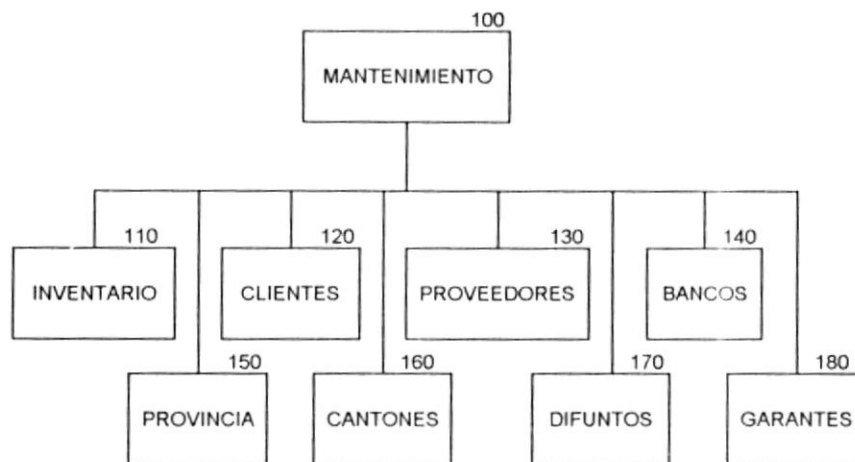 100
MANTENIMIENTO
110
INVENTARIO
120
CLIENTES
130
PROVEEDORES
140
BANCOS
150
PROVINCIA
160
CANTONES
170
DIFUNTOS
180
GARANTES